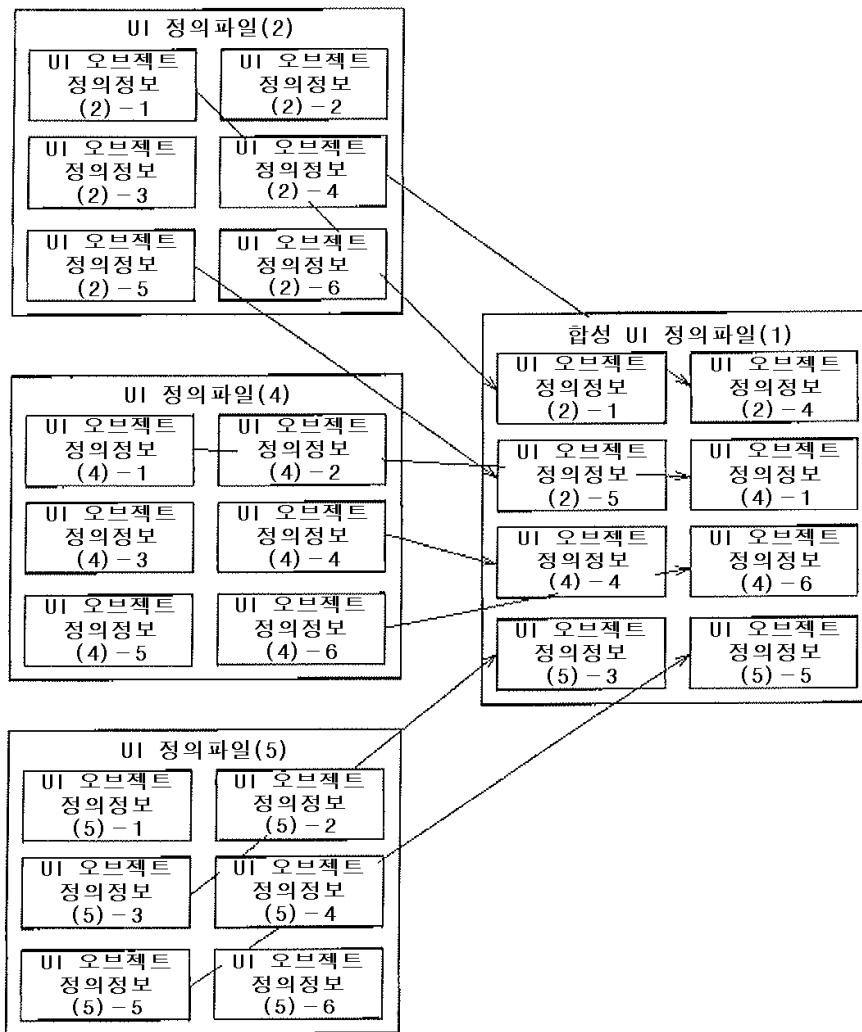 UI 정의파일(2)
UI 오브젝트
정의정보
(2)-1
UI 오브젝트
정의정보
(2)-2
UI 오브젝트
정의정보
(2)-3
UI 오브젝트
정의정보
(2)-4
UI 오브젝트
정의정보
(2)-5
UI 오브젝트
정의정보
(2)-6
UI 정의파일(4)
UI 오브젝트
정의정보
(4)-1
UI 오브젝트
정의정보
(4)-2
UI 오브젝트
정의정보
(4)-3
UI 오브젝트
정의정보
(4)-4
UI 오브젝트
정의정보
(4)-5
UI 오브젝트
정의정보
(4)-6
UI 정의파일(5)
UI 오브젝트
정의정보
(5)-1
UI 오브젝트
정의정보
(5)-2
UI 오브젝트
정의정보
(5)-3
UI 오브젝트
정의정보
(5)-4
UI 오브젝트
정의정보
(5)-5
UI 오브젝트
정의정보
(5)-6
합성 UI 정의파일(1)
UI 오브젝트
정의정보
(2)-1
UI 오브젝트
정의정보
(2)-4
UI 오브젝트
정의정보
(2)-5
UI 오브젝트
정의정보
(4)-1
UI 오브젝트
정의정보
(4)-4
UI 오브젝트
정의정보
(4)-6
UI 오브젝트
정의정보
(5)-3
UI 오브젝트
정의정보
(5)-5